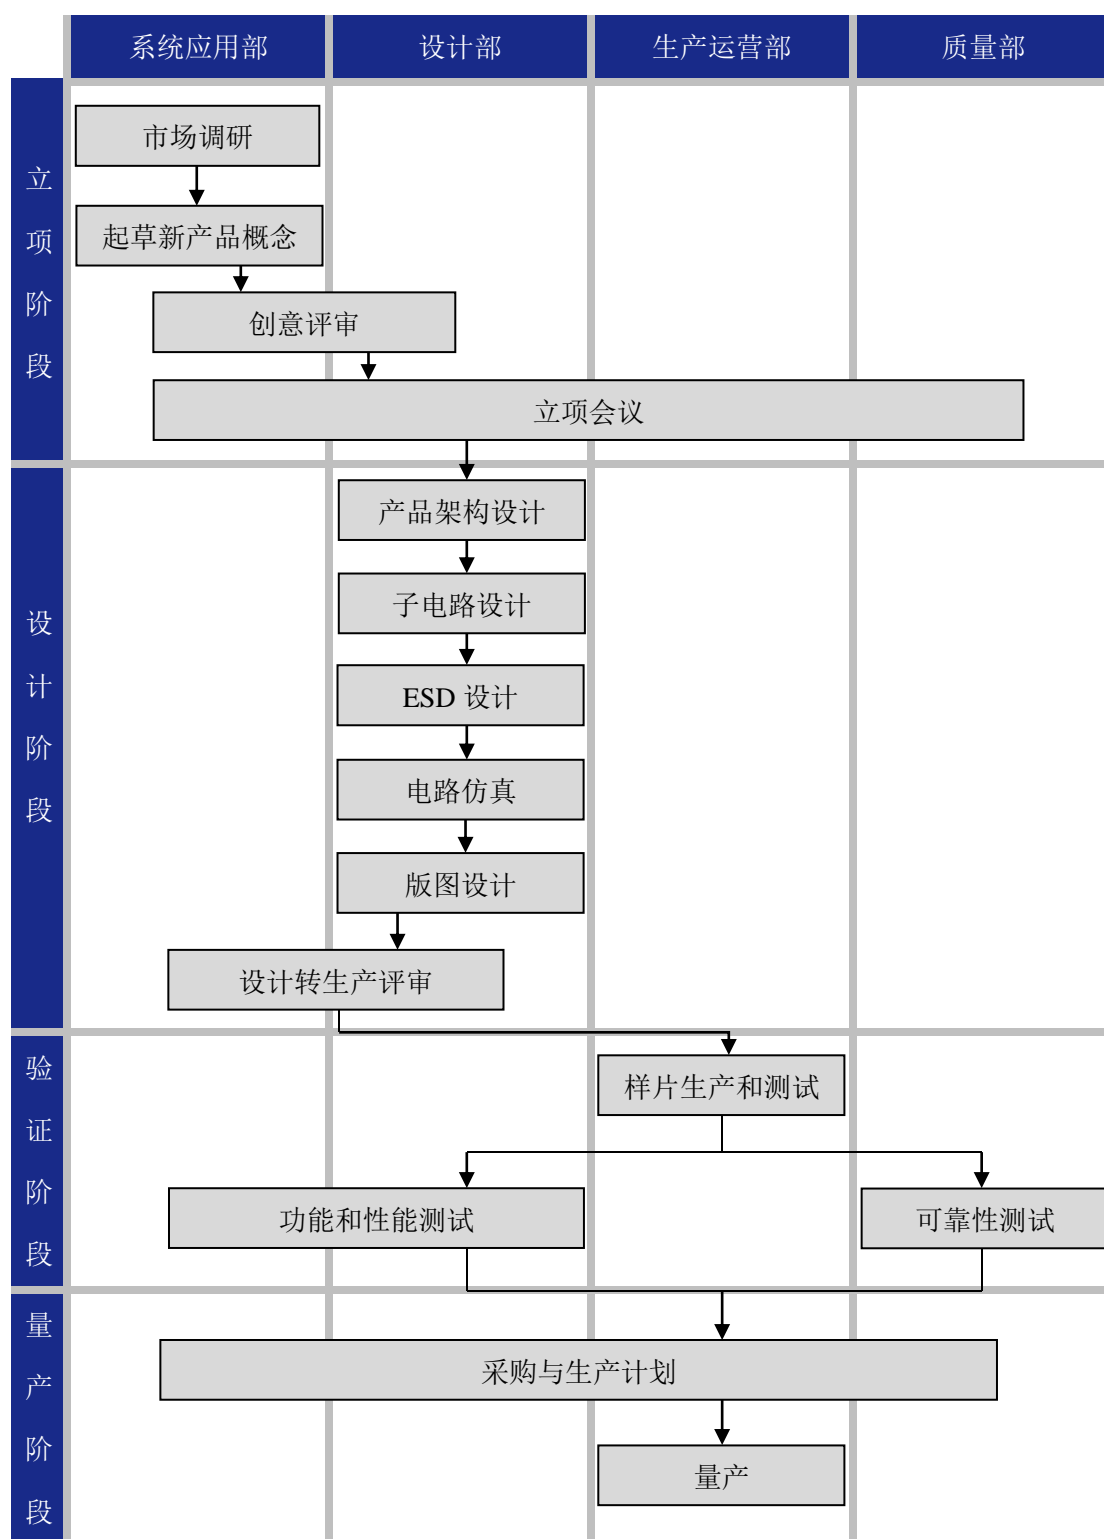 系统应用部
设计部
生产运营部
质量部
立项阶段
市场调研
起草新产品概念
创意评审
立项会议
设计阶段
产品架构设计
子电路设计
ESD 设计
电路仿真
版图设计
设计转生产评审
验证阶段
样片生产和测试
功能和性能测试
可靠性测试
量产阶段
采购与生产计划
量产